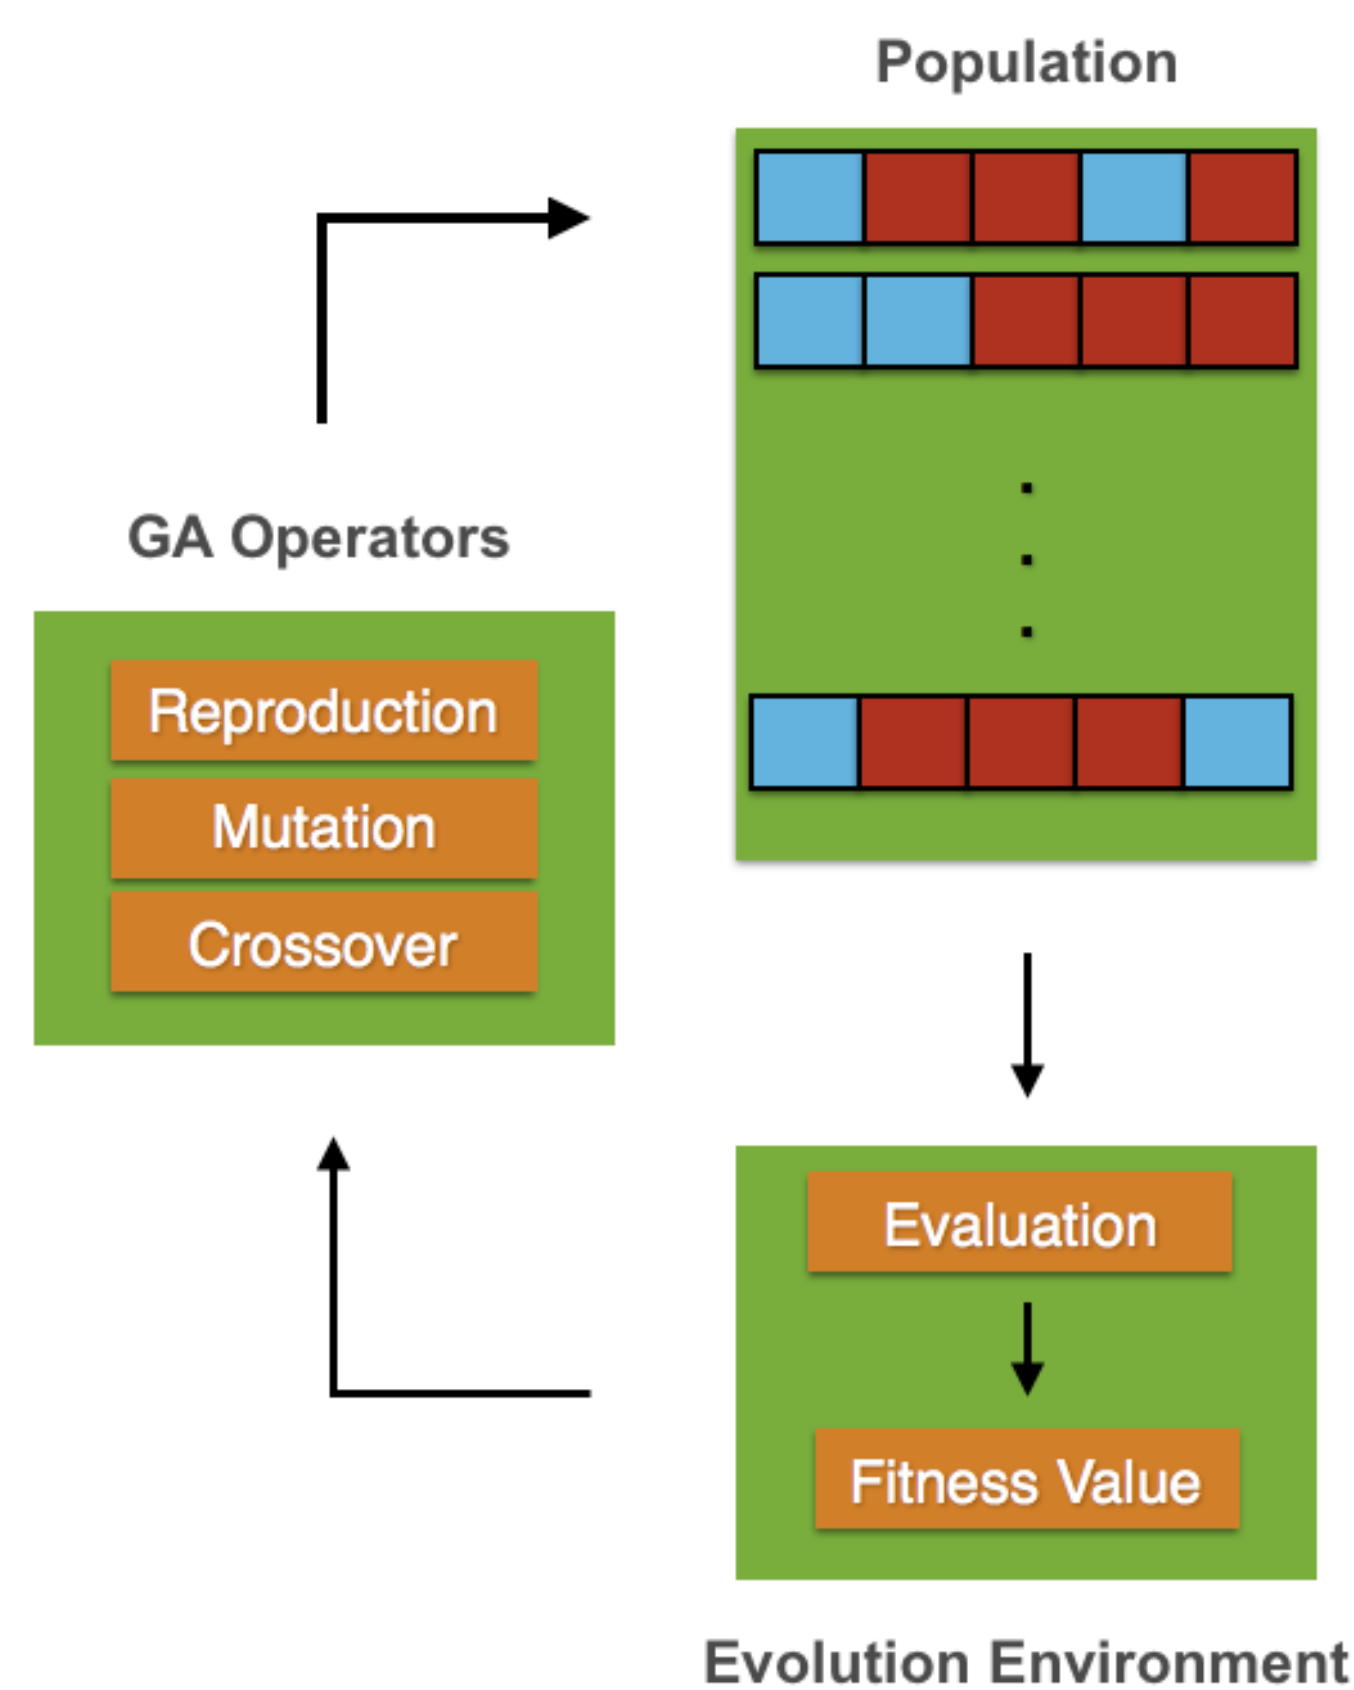 Population
GA Operators
Reproduction
Mutation
Crossover
Evaluation
Fitness Value
Evolution Environment